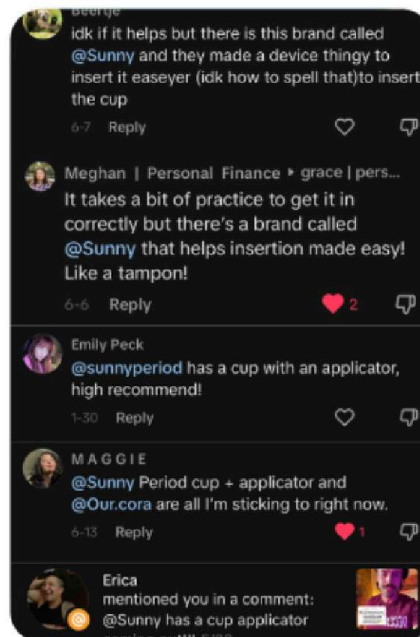 Beertje
idk if it helps but there is this brand called
@Sunny and they made a device thingy to
insert it easeyer (idk how to spell that)to insert
the cup
6-7 Reply
Meghan | Personal Finance ▸ grace | pers...
It takes a bit of practice to get it in
correctly but there's a brand called
@Sunny that helps insertion made easy!
Like a tampon!
6-6 Reply 2
Emily Peck
@sunnyperiod has a cup with an applicator,
high recommend!
1-30 Reply
MAGGIE
@Sunny Period cup + applicator and
@Our.cora are all I'm sticking to right now.
6-13 Reply 1
Erica
mentioned you in a comment:
@Sunny has a cup applicator